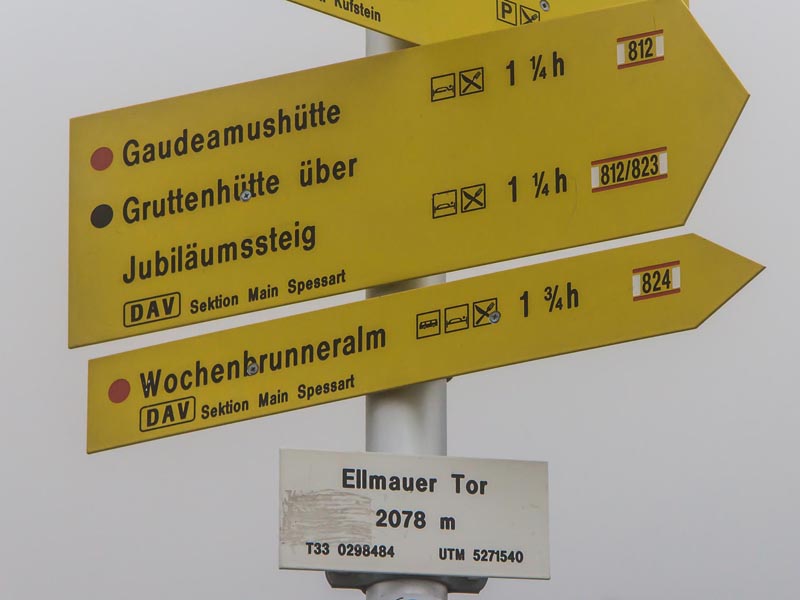 Kufstein
P
Gaudeamushütte 1 ¼ h 812
Gruttenhütte über 1 ¼ h 812/823
Jubiläumssteig
DAV Sektion Main Spessart
Wochenbrunneralm 1 ¾ h 824
DAV Sektion Main Spessart
Ellmauer Tor
2078 m
T33 0298484 UTM 5271540